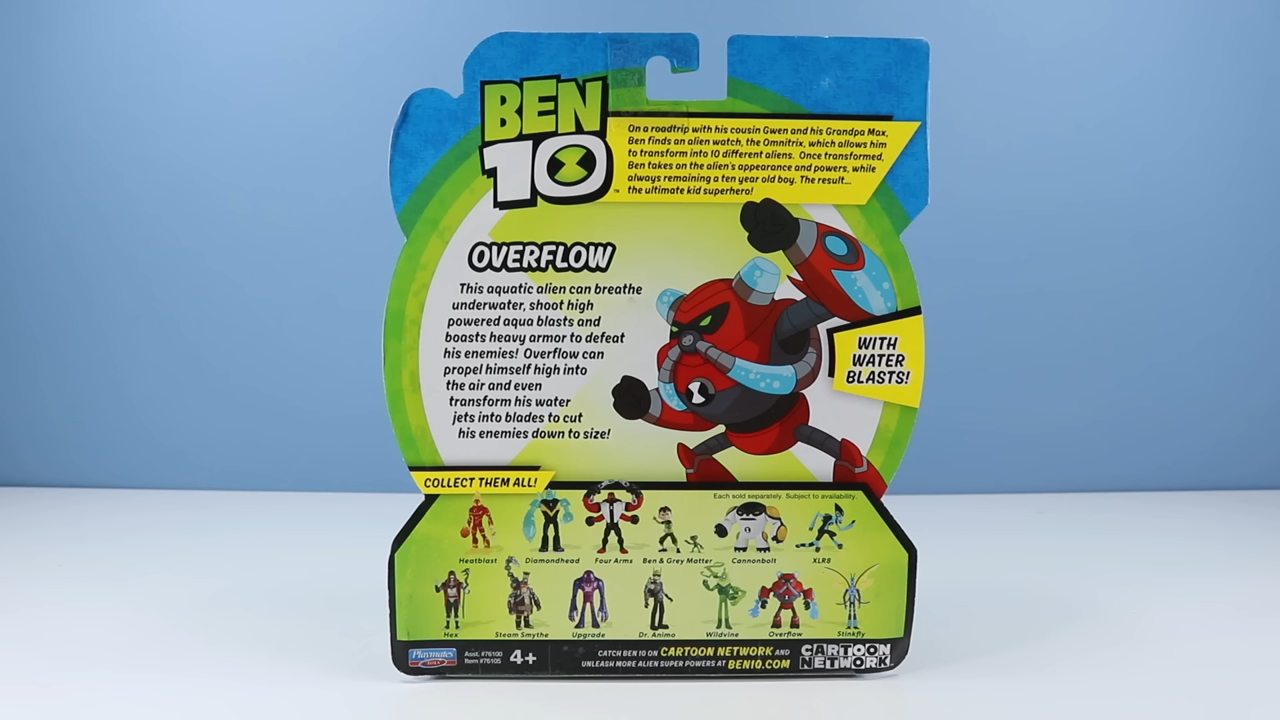 BEN
10
™
On a roadtrip with his cousin Gwen and his Grandpa Max,
Ben finds an alien watch, the Omnitrix, which allows him
to transform into 10 different aliens. Once transformed,
Ben takes on the alien's appearance and powers, while
always remaining a ten year old boy. The result...
the ultimate kid superhero!
OVERFLOW
This aquatic alien can breathe
underwater, shoot high
powered aqua blasts and
boasts heavy armor to defeat
his enemies! Overflow can
propel himself high into
the air and even
transform his water
jets into blades to cut
his enemies down to size!
WITH
WATER
BLASTS!
COLLECT THEM ALL!
Each sold separately. Subject to availability.
Heatblast Diamondhead Four Arms Ben & Grey Matter Cannonbolt XLR8
Hex Steam Smythe Upgrade Dr. Animo Wildvine Overflow Stinkfly
Playmates
TOYS
Asst. #76100
Item #76105
4+
CATCH BEN 10 ON CARTOON NETWORK AND
UNLEASH MORE ALIEN SUPER POWERS AT BEN10.COM
CARTOON
NETWORK